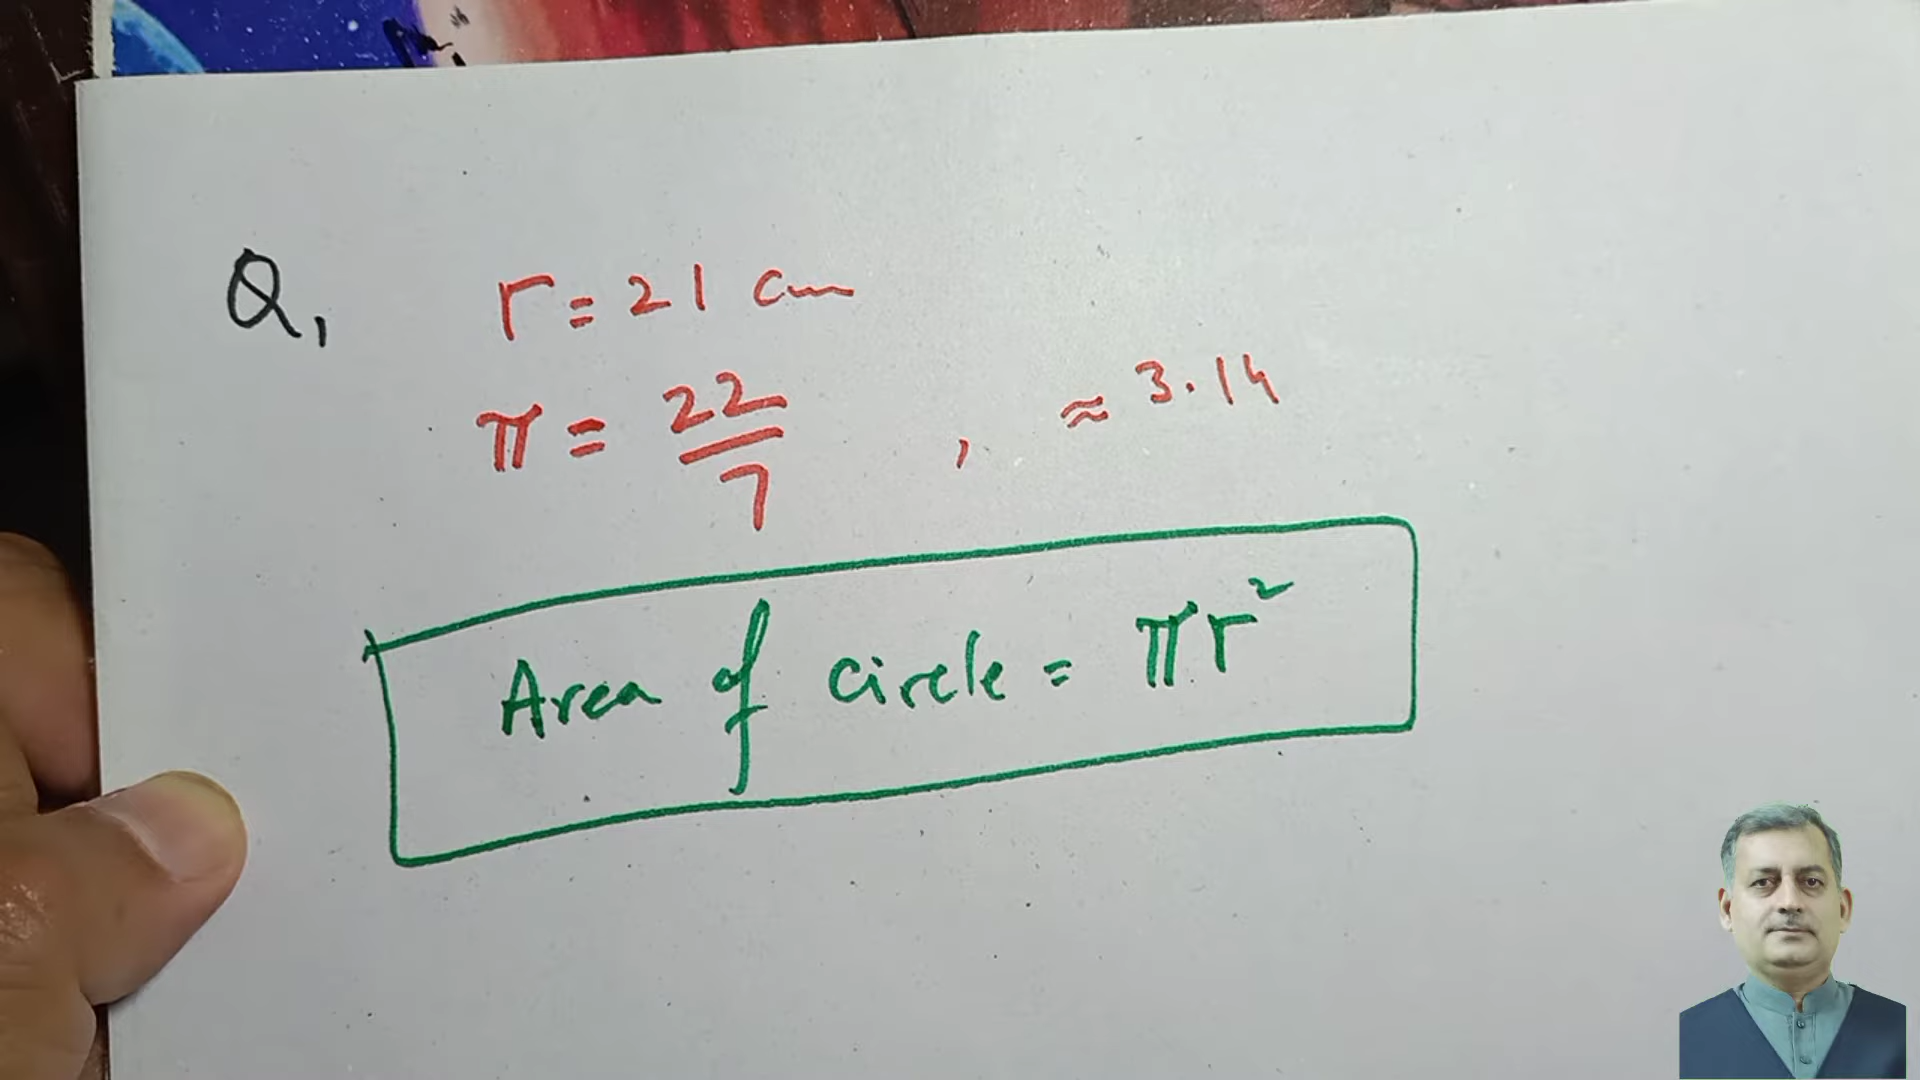 Q, r = 21 cm
π = 22/7 , ≈ 3.14
Area of circle = πr²